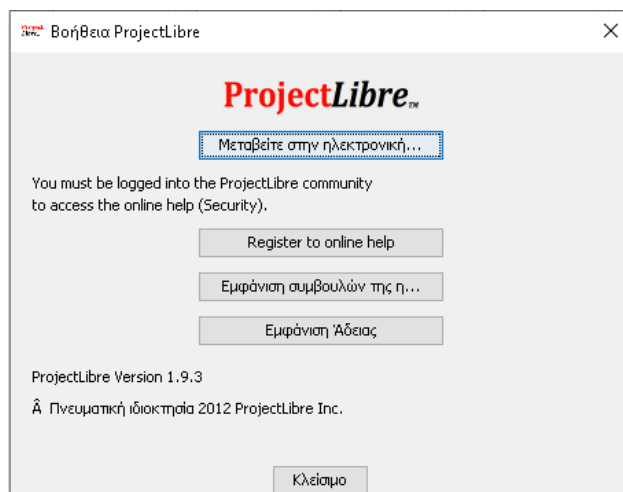 Βοήθεια ProjectLibre
ProjectLibre™
Μεταβείτε στην ηλεκτρονική...
You must be logged into the ProjectLibre community
to access the online help (Security).
Register to online help
Εμφάνιση συμβουλών της η...
Εμφάνιση Άδειας
ProjectLibre Version 1.9.3
Â Πνευματική ιδιοκτησία 2012 ProjectLibre Inc.
Κλείσιμο